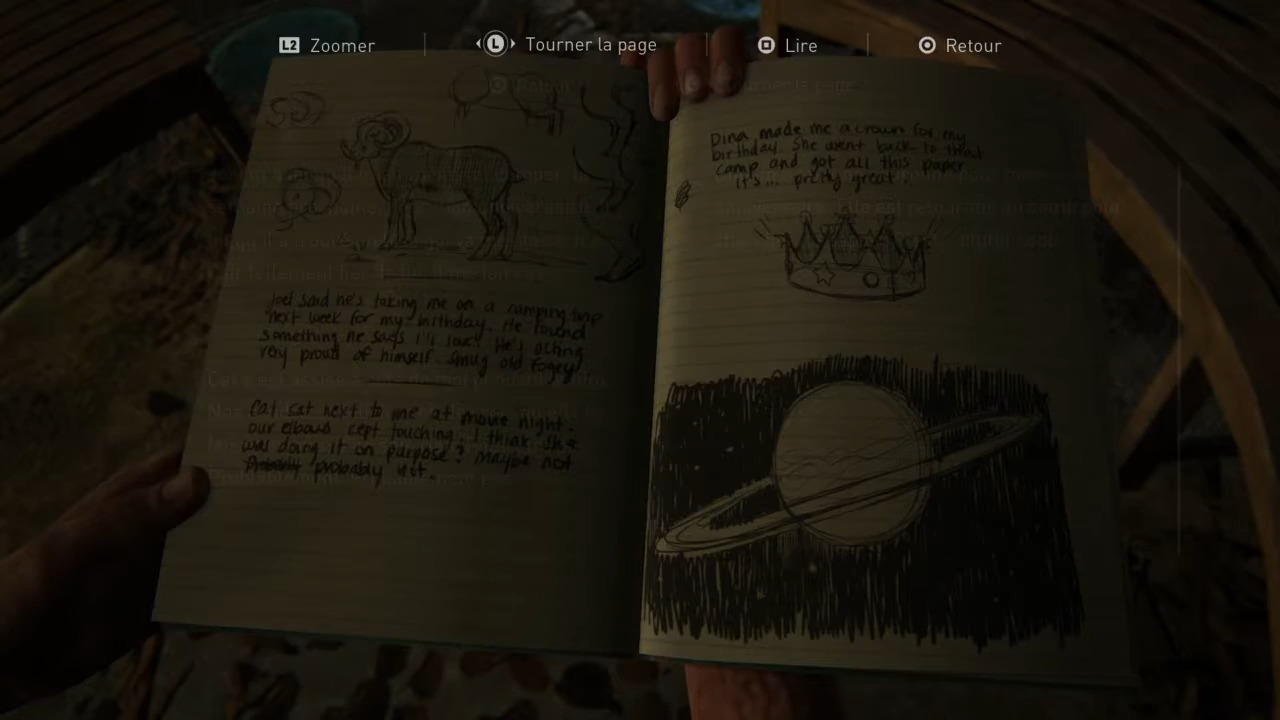 L2 Zoomer
L Tourner la page
Lire
Retour
Joel said he's taking me on a camping trip
next week for my birthday. He found
something he says I'll love. He's acting
very proud of himself. Smug old fogey.
Cat sat next to me at movie night.
our elbows kept touching. I think she
was doing it on purpose? Maybe not
Probably probably not.
Dina made me a crown for my
birthday. She went back to that
camp and got all this paper
It's... pretty great.